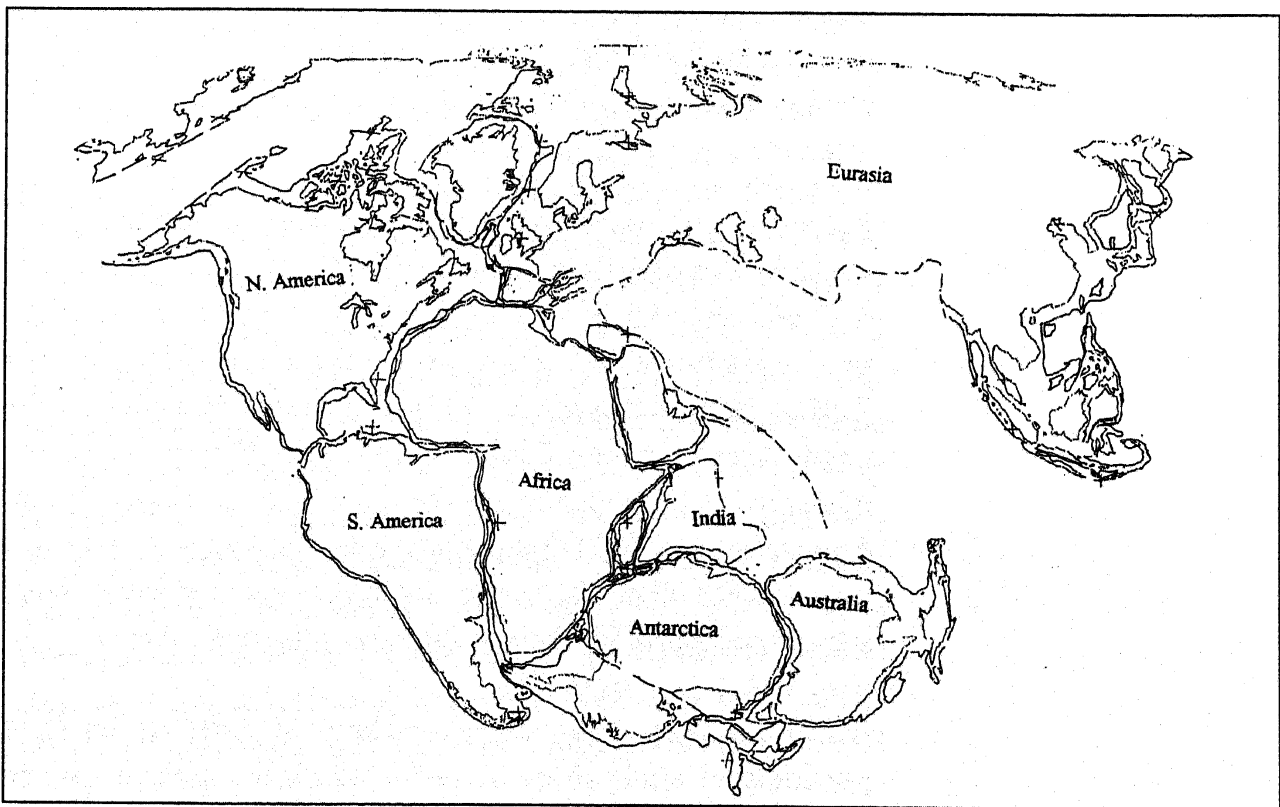 Eurasia
N. America
Africa
S. America
India
Australia
Antarctica